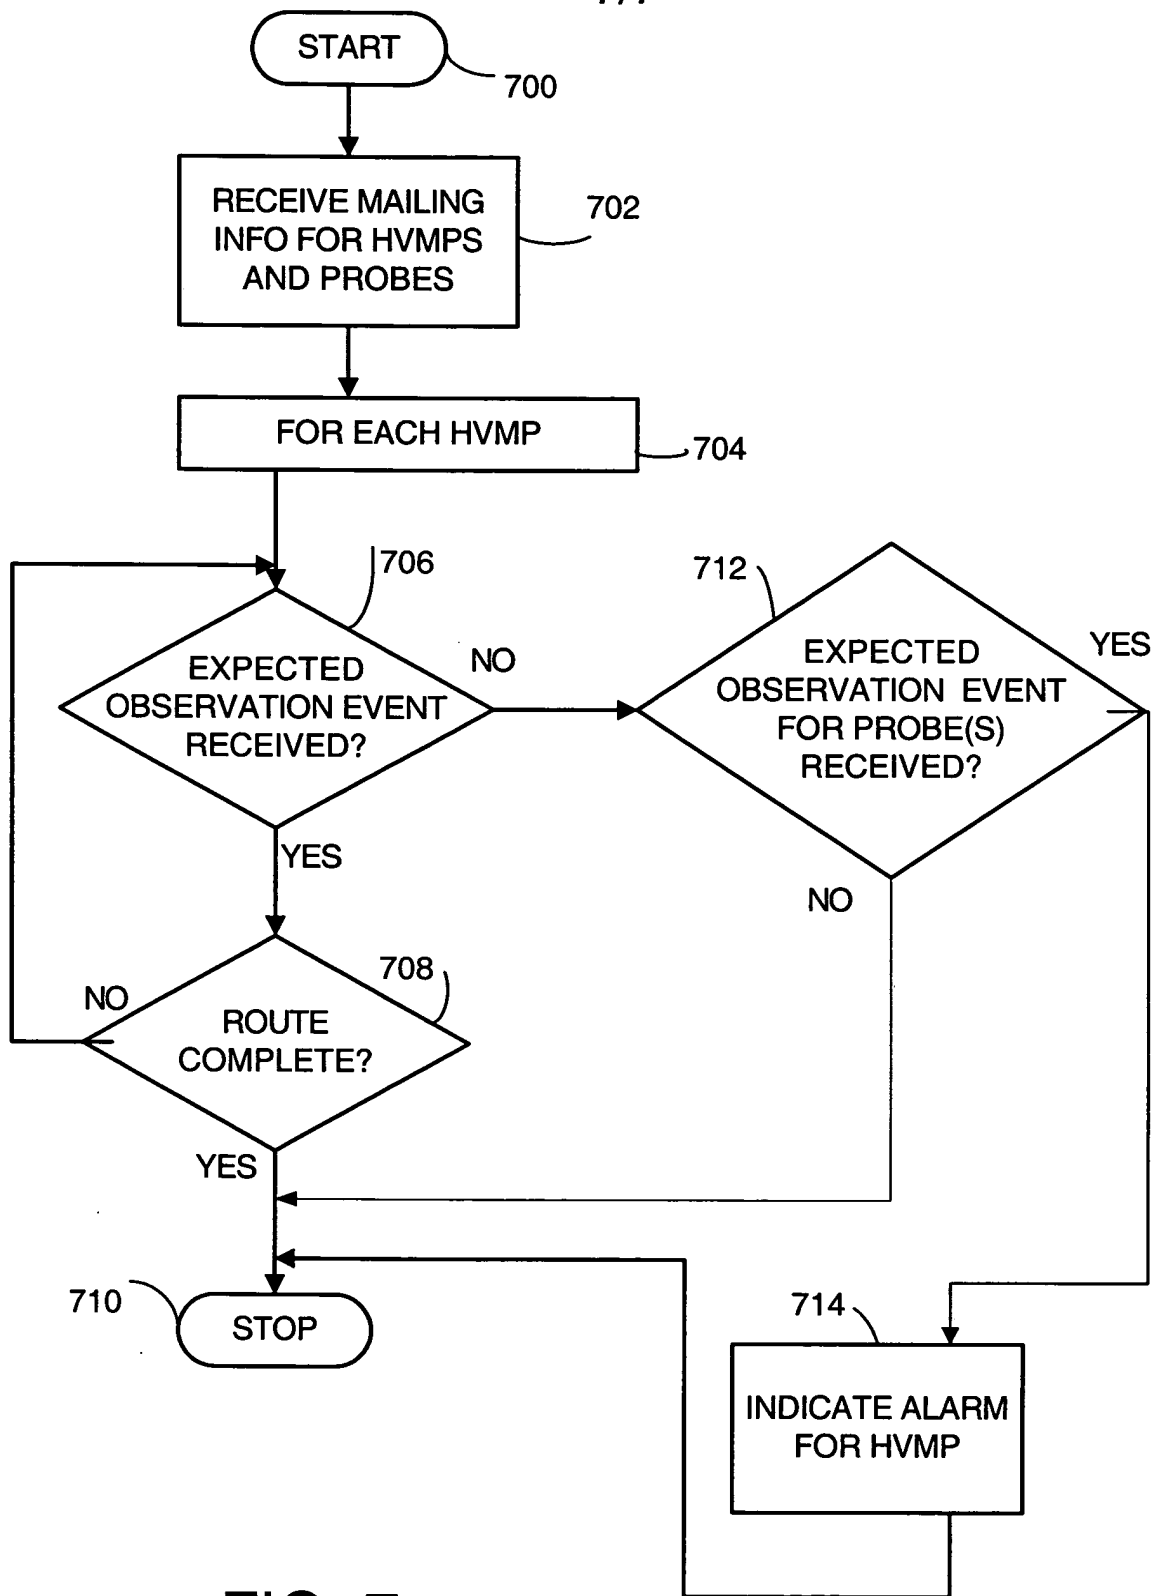 START
700
RECEIVE MAILING
INFO FOR HVMPS
AND PROBES
702
FOR EACH HVMP
704
706
712
EXPECTED
OBSERVATION EVENT
RECEIVED?
NO
EXPECTED
OBSERVATION EVENT
FOR PROBE(S)
RECEIVED?
YES
YES
NO
708
NO
ROUTE
COMPLETE?
YES
710
STOP
714
INDICATE ALARM
FOR HVMP